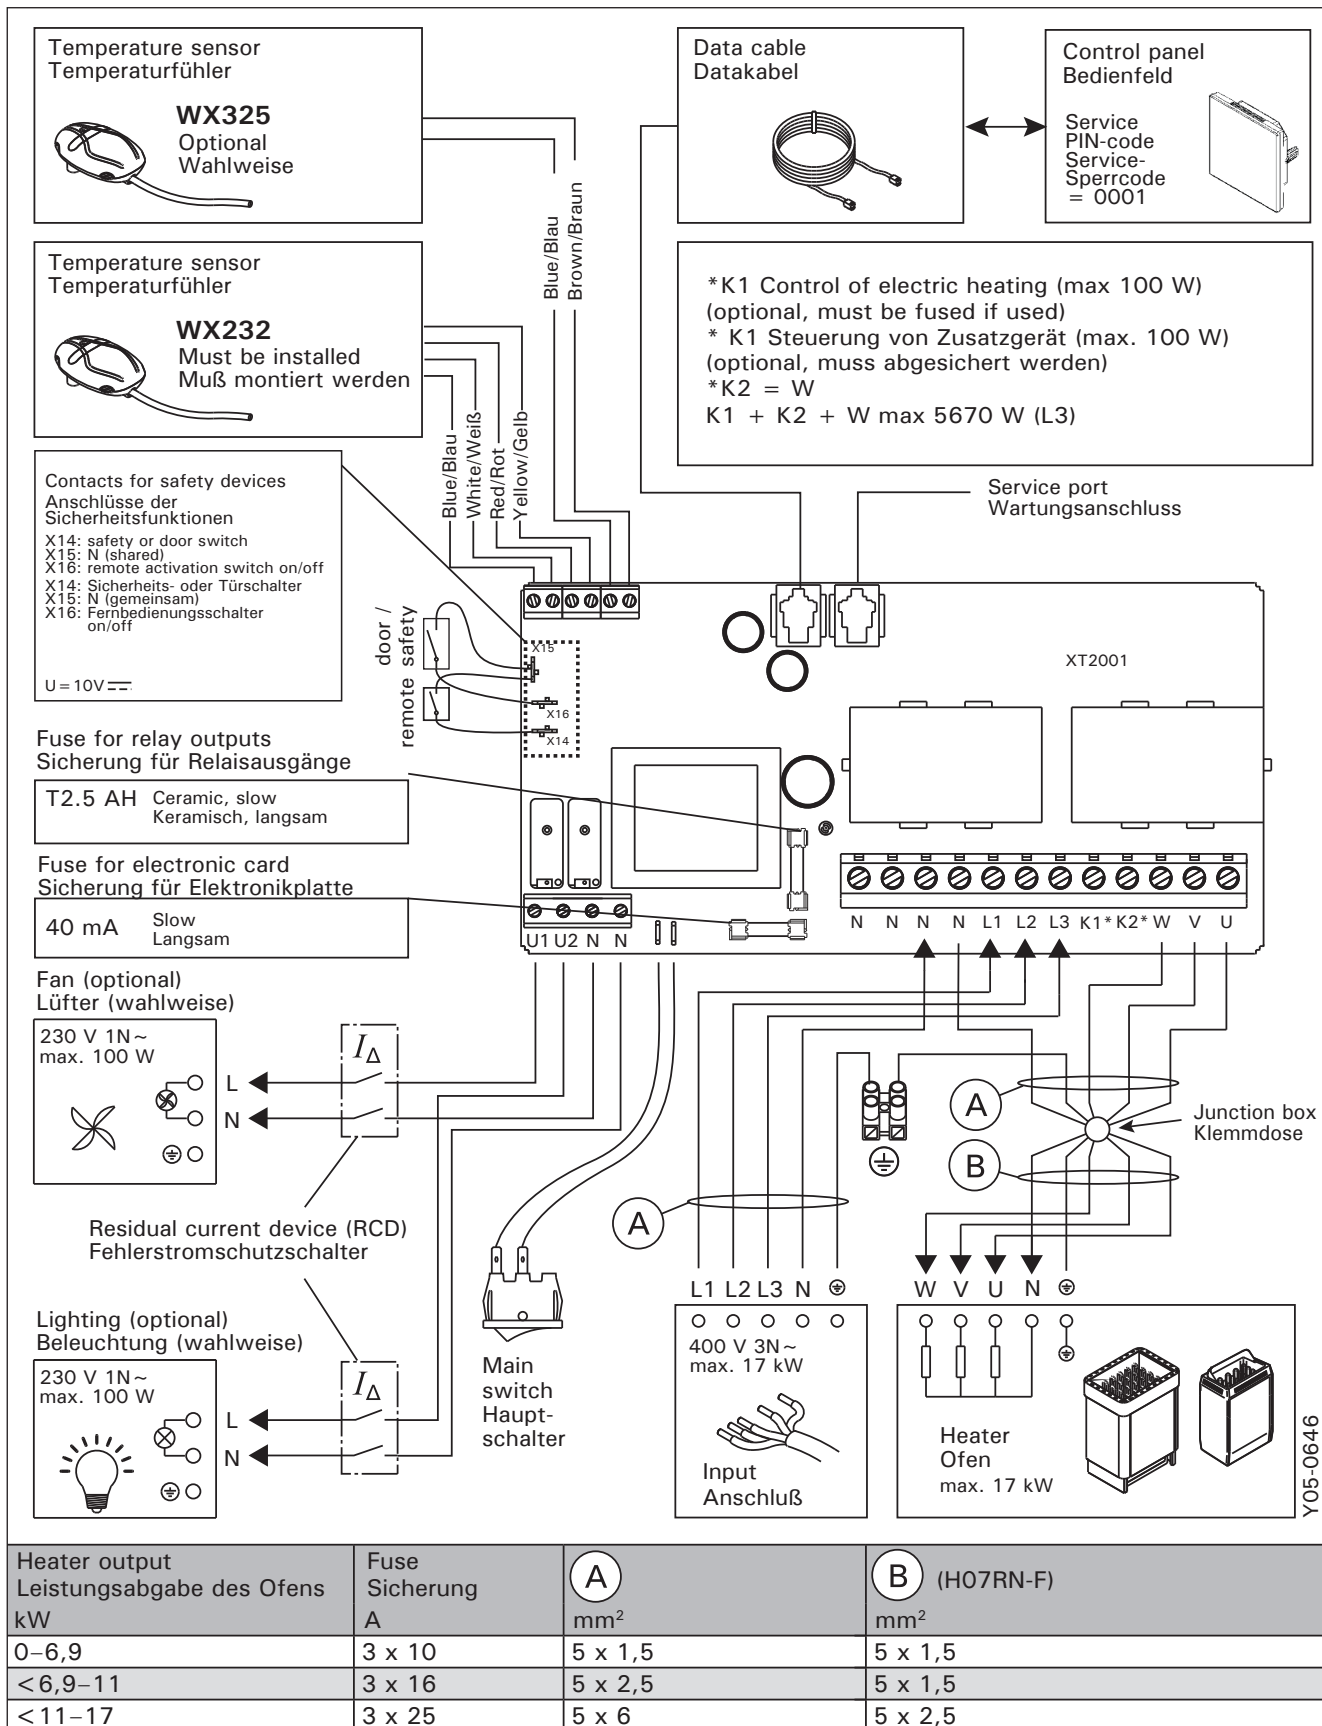 Temperature sensor
Temperaturfühler
WX325
Optional
Wahlweise
Data cable
Datakabel
Control panel
Bedienfeld
Service
PIN-code
Service-
Sperrcode
= 0001
Blue/Blau
Brown/Braun
Temperature sensor
Temperaturfühler
WX232
Must be installed
Muß montiert werden
Blue/Blau
White/Weiß
Red/Rot
Yellow/Gelb
*K1 Control of electric heating (max 100 W)
(optional, must be fused if used)
* K1 Steuerung von Zusatzgerät (max. 100 W)
(optional, muss abgesichert werden)
*K2 = W
K1 + K2 + W max 5670 W (L3)
Contacts for safety devices
Anschlüsse der
Sicherheitsfunktionen
X14: safety or door switch
X15: N (shared)
X16: remote activation switch on/off
X14: Sicherheits- oder Türschalter
X15: N (gemeinsam)
X16: Fernbedienungsschalter
on/off
U=10V
Service port
Wartungsanschluss
door /
remote safety
X15
X16
X14
XT2001
Fuse for relay outputs
Sicherung für Relaisausgänge
T2.5 AH Ceramic, slow
Keramisch, langsam
Fuse for electronic card
Sicherung für Elektronikplatte
40 mA Slow
Langsam
U1 U2 N N
N N N N L1 L2 L3 K1* K2* W V U
Fan (optional)
Lüfter (wahlweise)
230 V 1N~
max. 100 W
L
N
I∆
Residual current device (RCD)
Fehlerstromschutzschalter
A
A
B
Junction box
Klemmdose
Lighting (optional)
Beleuchtung (wahlweise)
230 V 1N~
max. 100 W
L
N
I∆
Main
switch
Haupt-
schalter
L1 L2 L3 N
400 V 3N~
max. 17 kW
Input
Anschluß
W V U N
Heater
Ofen
max. 17 kW
Y05-0646
Heater output
Leistungsabgabe des Ofens
kW
Fuse
Sicherung
A
A
mm²
B (H07RN-F)
mm²
0–6,9 3 x 10 5 x 1,5 5 x 1,5
<6,9–11 3 x 16 5 x 2,5 5 x 1,5
<11–17 3 x 25 5 x 6 5 x 2,5